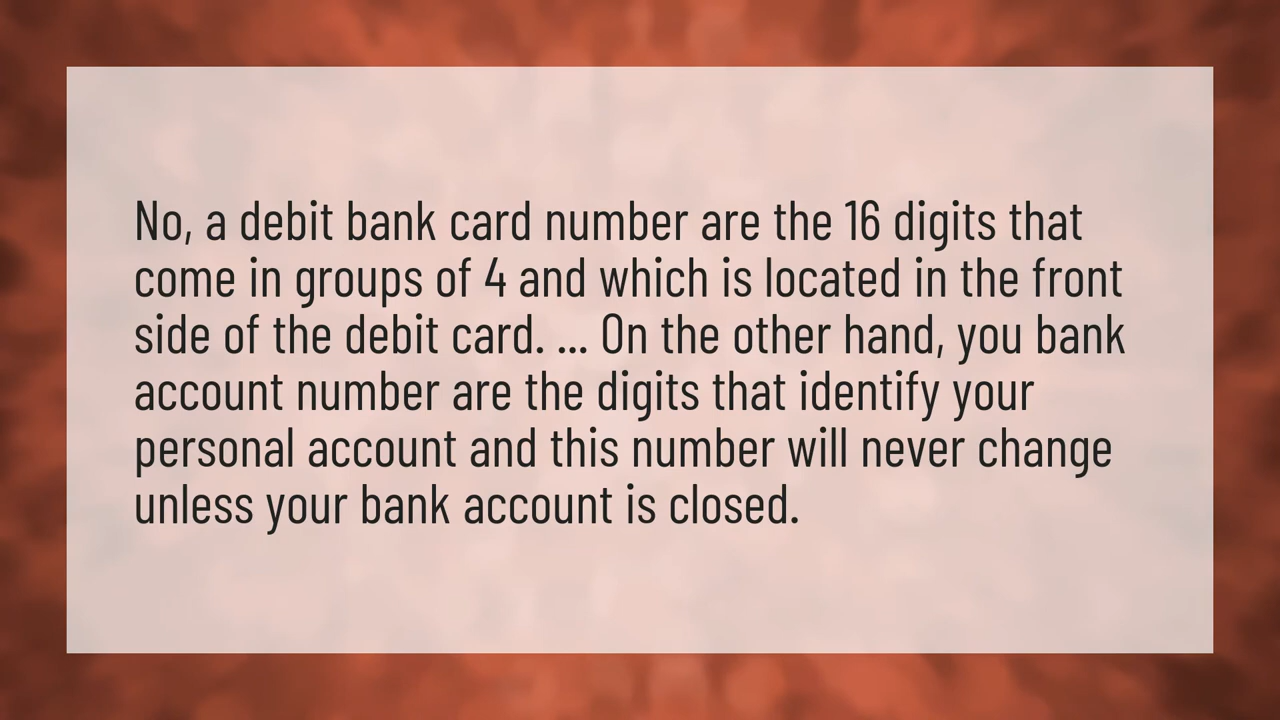 No, a debit bank card number are the 16 digits that
come in groups of 4 and which is located in the front
side of the debit card. ... On the other hand, you bank
account number are the digits that identify your
personal account and this number will never change
unless your bank account is closed.